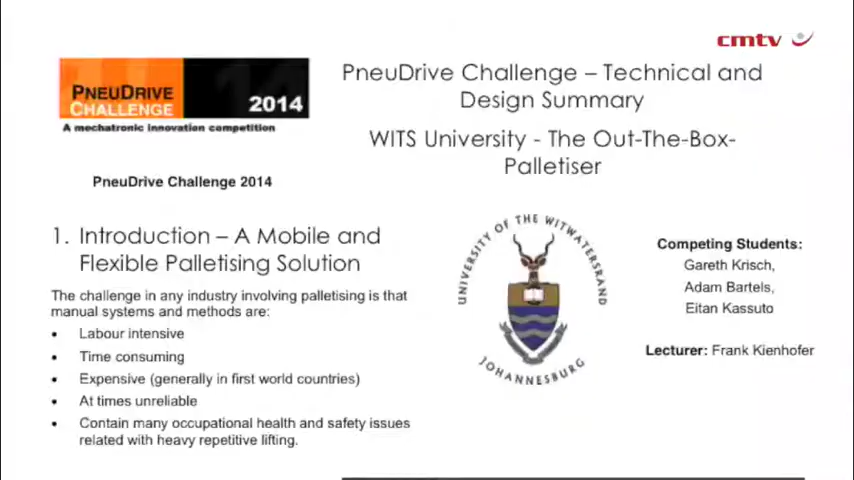 cmtv
PNEUDRIVE
CHALLENGE
2014
A mechatronic innovation competition
PneuDrive Challenge – Technical and
Design Summary
WITS University - The Out-The-Box-
Palletiser
PneuDrive Challenge 2014
1. Introduction – A Mobile and
Flexible Palletising Solution
The challenge in any industry involving palletising is that
manual systems and methods are:
• Labour intensive
• Time consuming
• Expensive (generally in first world countries)
• At times unreliable
• Contain many occupational health and safety issues
related with heavy repetitive lifting.
UNIVERSITY OF THE WITWATERSRAND
JOHANNESBURG
Competing Students:
Gareth Krisch,
Adam Bartels,
Eitan Kassuto
Lecturer: Frank Kienhofer